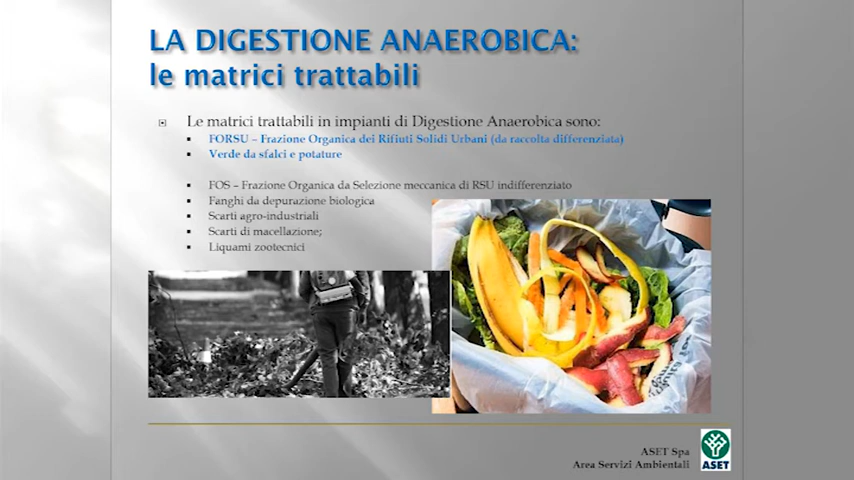 LA DIGESTIONE ANAEROBICA:
le matrici trattabili
Le matrici trattabili in impianti di Digestione Anaerobica sono:
FORSU – Frazione Organica dei Rifiuti Solidi Urbani (da raccolta differenziata)
Verde da sfalci e potature
FOS – Frazione Organica da Selezione meccanica di RSU indifferenziato
Fanghi da depurazione biologica
Scarti agro-industriali
Scarti di macellazione;
Liquami zootecnici
ASET Spa
Area Servizi Ambientali
ASET